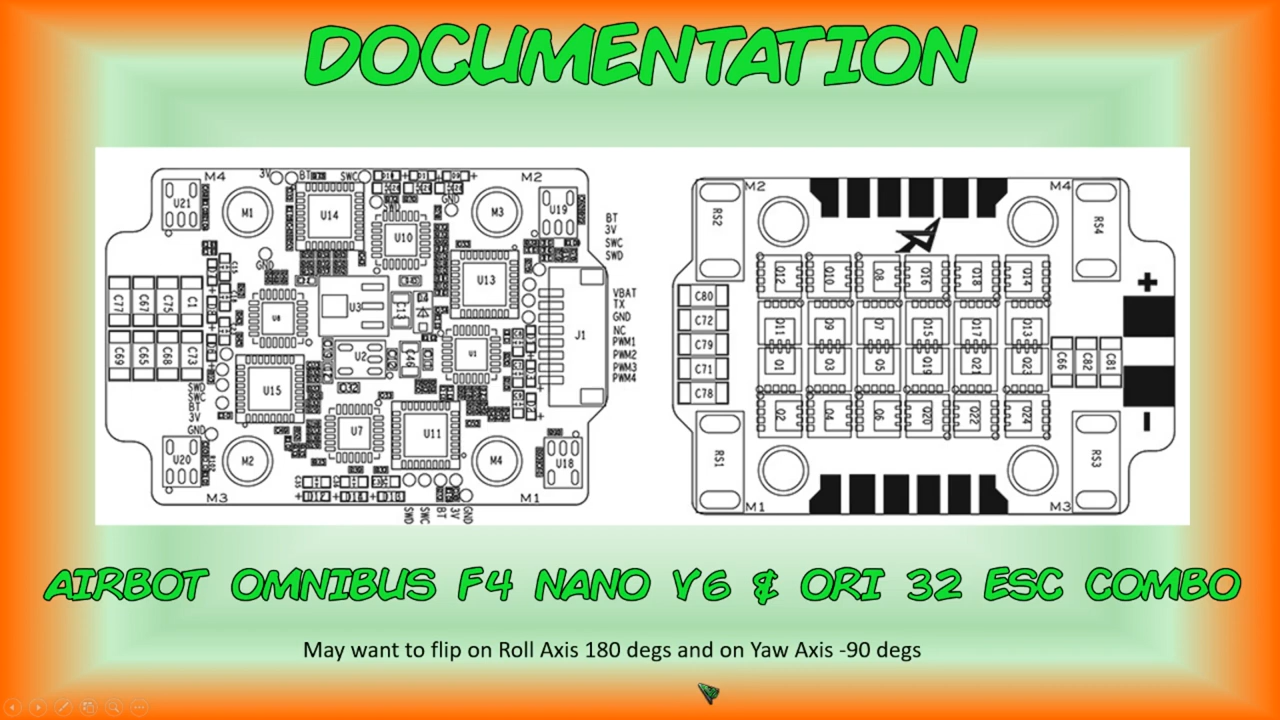 DOCUMENTATION
M4 3V BT SWC M2
U21 M1 U14 U10 SWD GND M3 U19
BT
3V
SWC
SWD
GND
U13
C77 C67 C75 C1
U8 U3 C13
VBAT
TX
GND
NC
PWM1
PWM2
PWM3
PWM4
J1
C69 C65 C68 C73
U2 U1
Q32
U15
SWD
SWC
BT
3V
GND
U7 U11
U20 M2 M4 U18
M3 M1
SWD SWC BT 3V GND
M2 M4
RS2 RS4
Q12 Q10 Q8 Q16 Q18 Q14
+
C80
C72
C79
C71
C78
Q11 Q9 Q7 Q15 Q17 Q13
Q1 Q3 Q5 Q19 Q21 Q23
C66 C82 C81
Q2 Q4 Q6 Q20 Q22 Q24
-
RS1 RS3
M1 M3
AIRBOT OMNIBUS F4 NANO V6 & ORI 32 ESC COMBO
May want to flip on Roll Axis 180 degs and on Yaw Axis -90 degs